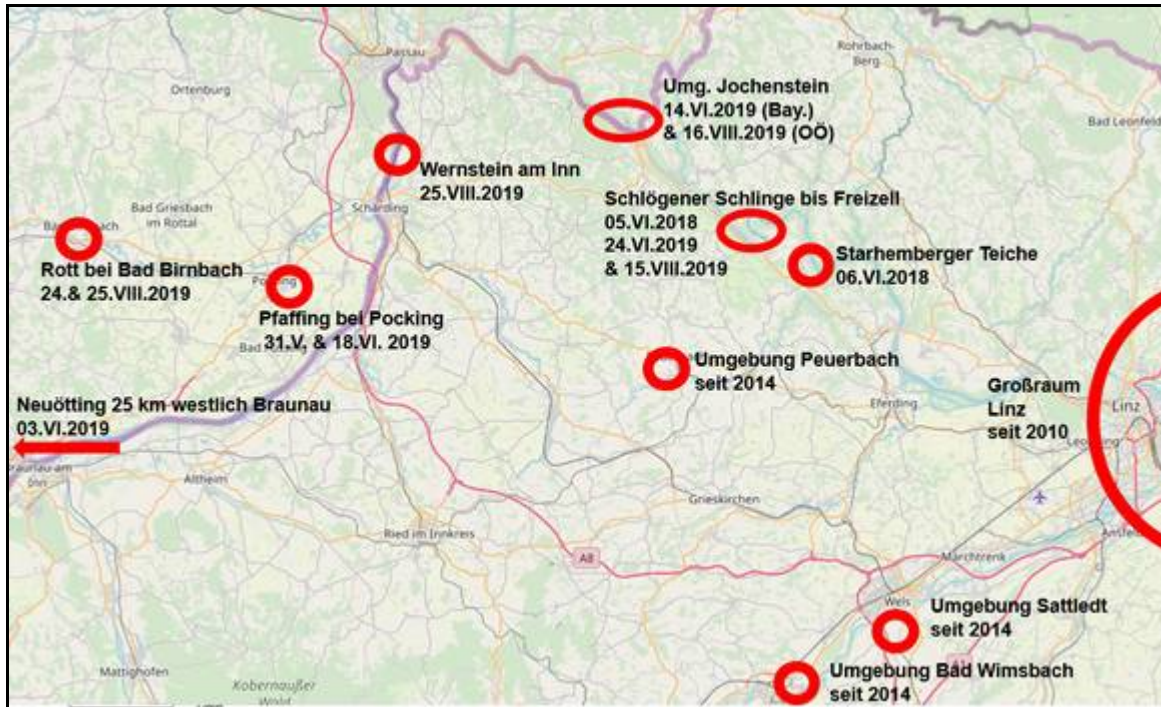 Passau
Ortenburg
Rohrbach-
Berg
Bad Leonfeld
Umg. Jochenstein
14.VI.2019 (Bay.)
& 16.VIII.2019 (OÖ)
Wernstein am Inn
25.VIII.2019
Schlögener Schlinge bis Freizell
05.VI.2018
24.VI.2019
& 15.VIII.2019
Starhemberger Teiche
06.VI.2018
Bad Griesbach
im Rottal
Schärding
Rott bei Bad Birnbach
24.& 25.VIII.2019
Pfaffing bei Pocking
31.V. & 18.VI. 2019
Umgebung Peuerbach
seit 2014
Großraum
Linz
seit 2010
Linz
Eferding
Neuötting 25 km westlich Braunau
03.VI.2019
Inn
Altheim
Grieskirchen
Ried im Innkreis
A8
Marchtrenk
Ansfel
Wels
Umgebung Sattledt
seit 2014
Umgebung Bad Wimsbach
seit 2014
Mattighofen
Kobernaußer
Wald